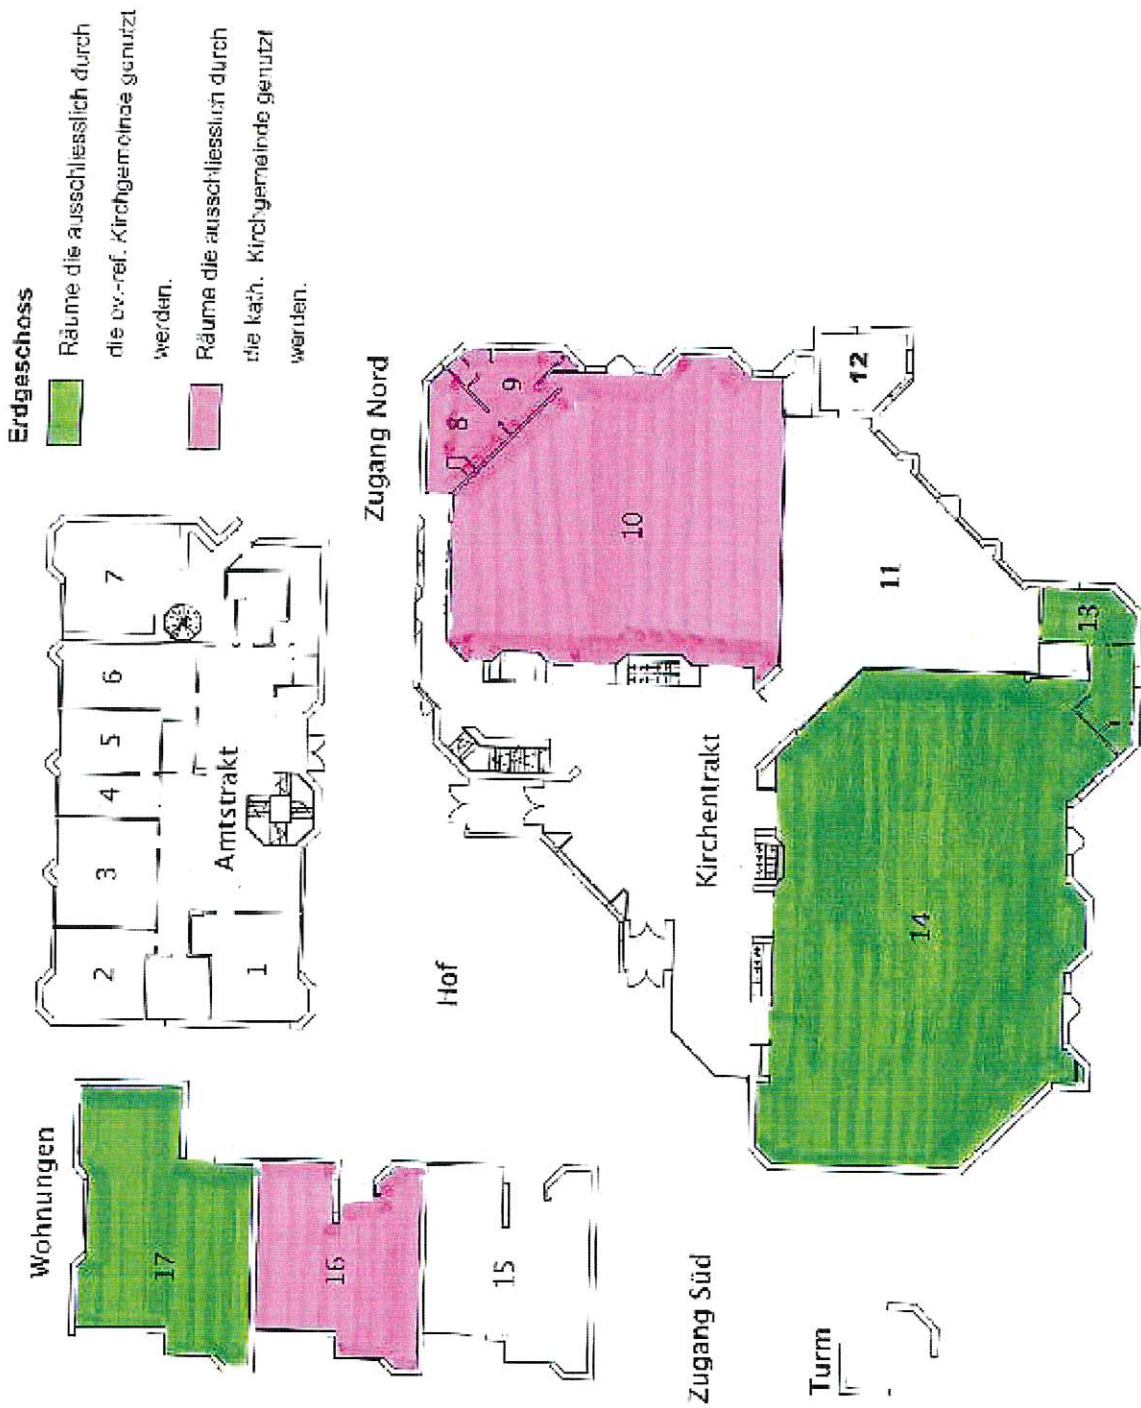 Erdgeschoss
Räume die ausschliesslich durch
die ev.-ref. Kirchgemeinde genutzt
werden.
Räume die ausschliesslich durch
die kath. Kirchgemeinde genutzt
werden.
Wohnungen
17
16
15
Amtstrakt
1
2
3
4
5
6
7
Zugang Nord
8
9
10
11
12
13
14
Hof
Kirchentrakt
Zugang Süd
Turm